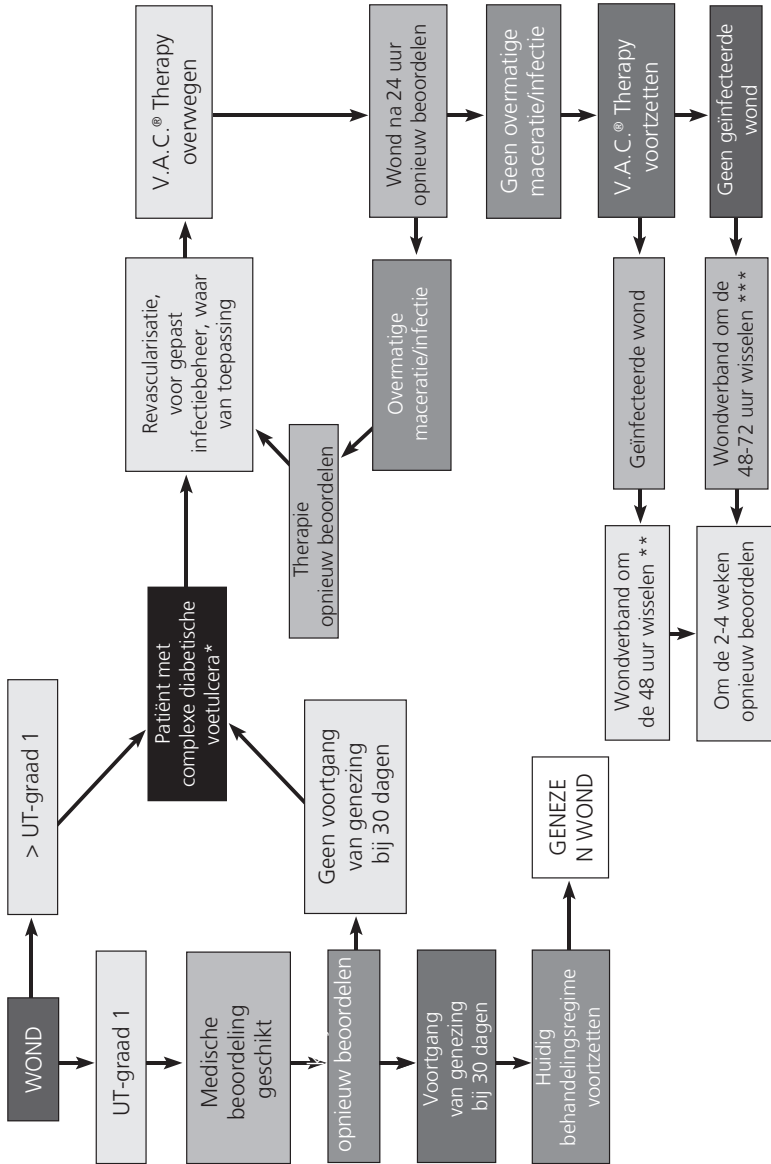 WOND
> UT-graad 1
UT-graad 1
Medische
beoordeling
geschikt
opnieuw beoordelen
Voortgang
van genezing
bij 30 dagen
Huidig
behandelingsregime
voortzetten
GENEZE
N WOND
Geen voortgang
van genezing
bij 30 dagen
Patiënt met
complexe diabetische
voetulcera*
Revascularisatie,
voor gepast
infectiebeheer, waar
van toepassing
Therapie
opnieuw beoordelen
V.A.C.® Therapy
overwegen
Wond na 24 uur
opnieuw beoordelen
Overmatige
maceratie/infectie
Geen overmatige
maceratie/infectie
V.A.C.® Therapy
voortzetten
Geïnfecteerde wond
Wondverband om
de 48 uur wisselen **
Geen geïnfecteerde
wond
Wondverband om de
48-72 uur wisselen ***
Om de 2-4 weken
opnieuw beoordelen